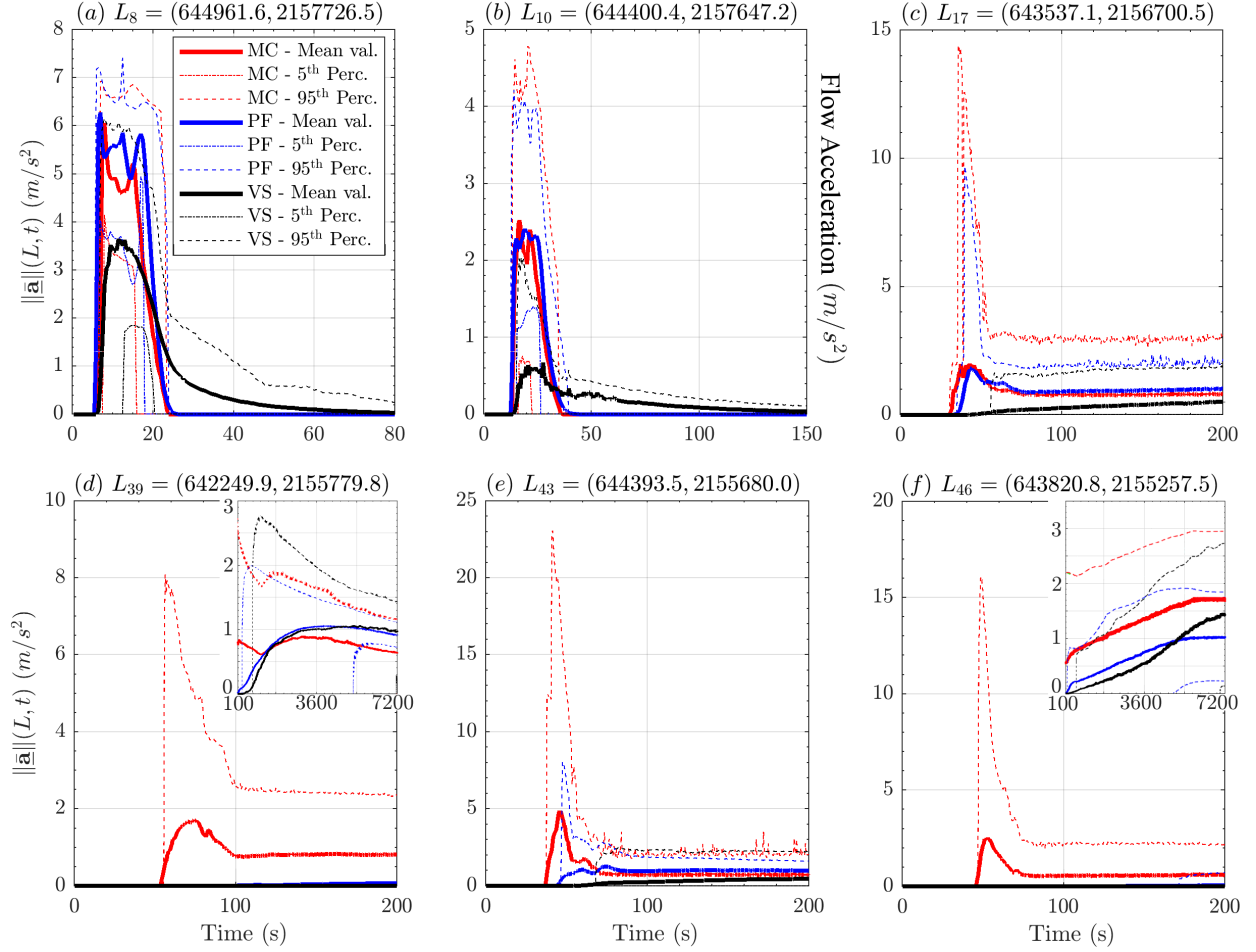 (a) L₈ = (644961.6, 2157726.5)
8
7
6
5
4
3
2
1
0
0 20 40 60 80
||ā̲||(L, t) (m/s²)
MC - Mean val.
MC - 5th Perc.
MC - 95th Perc.
PF - Mean val.
PF - 5th Perc.
PF - 95th Perc.
VS - Mean val.
VS - 5th Perc.
VS - 95th Perc.
(b) L₁₀ = (644400.4, 2157647.2)
5
4
3
2
1
0
0 50 100 150
Flow Acceleration (m/s²)
(c) L₁₇ = (643537.1, 2156700.5)
15
10
5
0
0 100 200
(d) L₃₉ = (642249.9, 2155779.8)
10
8
6
4
2
0
0 100 200
||ā̲||(L, t) (m/s²)
Time (s)
3
2
1
0
100 3600 7200
(e) L₄₃ = (644393.5, 2155680.0)
25
20
15
10
5
0
0 100 200
Time (s)
(f) L₄₆ = (643820.8, 2155257.5)
20
15
10
5
0
0 100 200
Time (s)
3
2
1
0
100 3600 7200